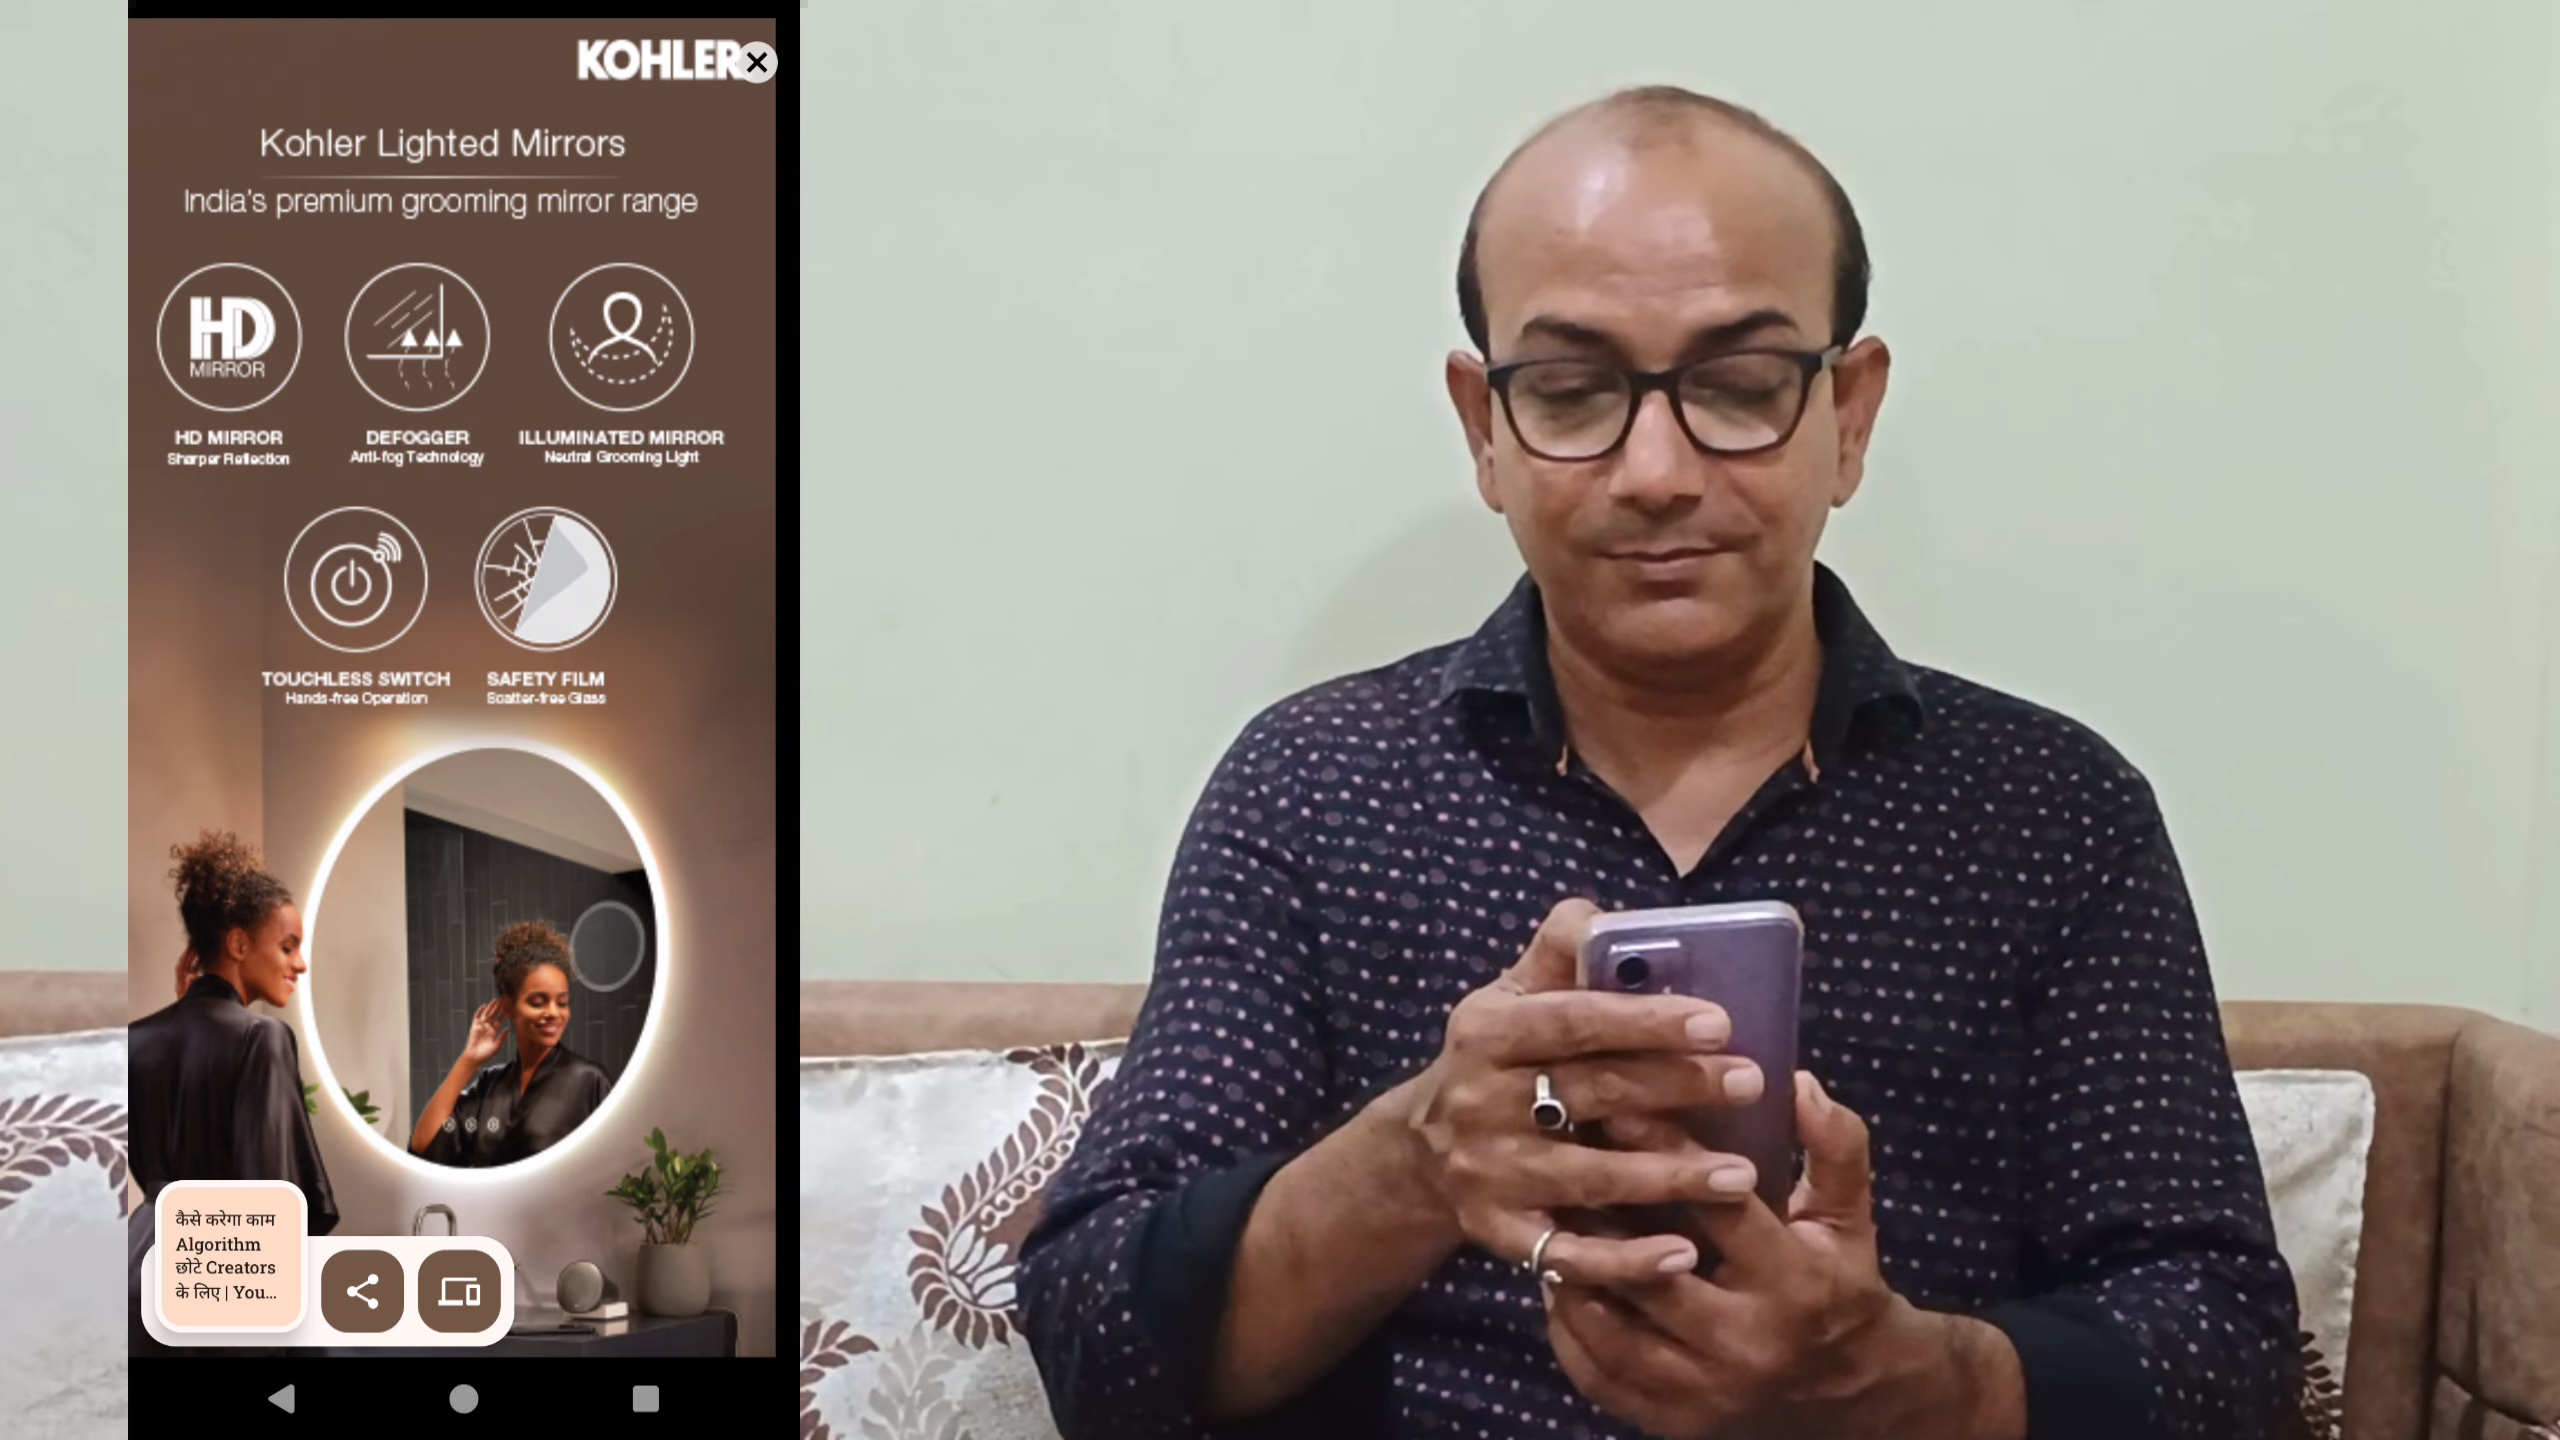 KOHLER
Kohler Lighted Mirrors
India's premium grooming mirror range
HD
MIRROR
HD MIRROR
Sharper Reflection
DEFOGGER
Anti-fog Technology
ILLUMINATED MIRROR
Neutral Grooming Light
TOUCHLESS SWITCH
Hands-free Operation
SAFETY FILM
Scatter-free Glass
कैसे करेगा काम
Algorithm
छोटे Creators
के लिए | You...